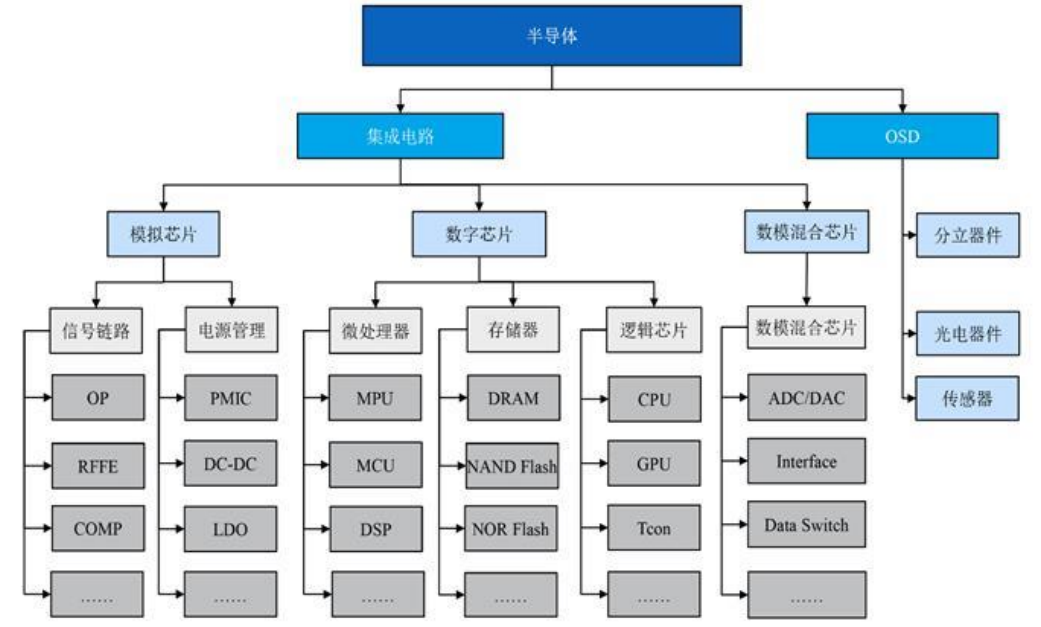 半导体
集成电路
OSD
模拟芯片
数字芯片
数模混合芯片
分立器件
信号链路
电源管理
微处理器
存储器
逻辑芯片
数模混合芯片
光电器件
OP
PMIC
MPU
DRAM
CPU
ADC/DAC
传感器
RFFE
DC-DC
MCU
NAND Flash
GPU
Interface
COMP
LDO
DSP
NOR Flash
Tcon
Data Switch
……
……
……
……
……
……